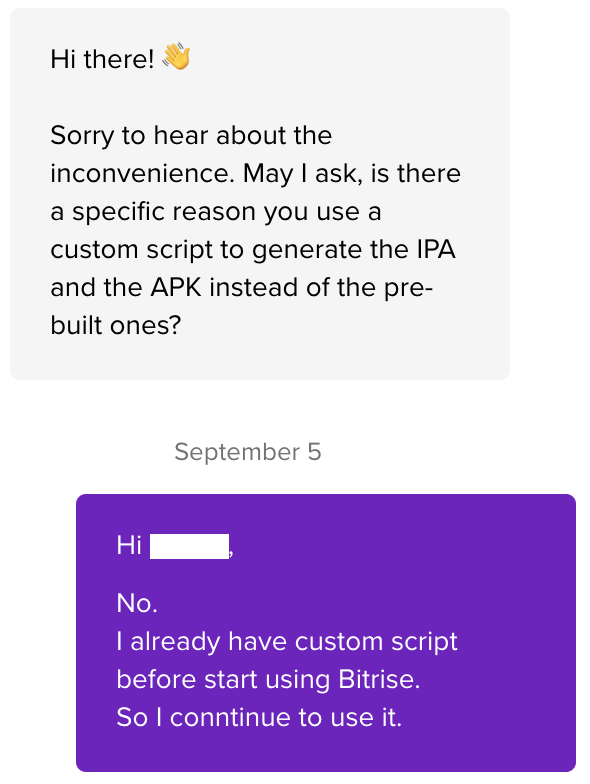 Hi there! 👋
Sorry to hear about the
inconvenience. May I ask, is there
a specific reason you use a
custom script to generate the IPA
and the APK instead of the pre-
built ones?
September 5
Hi ,
No.
I already have custom script
before start using Bitrise.
So I conntinue to use it.